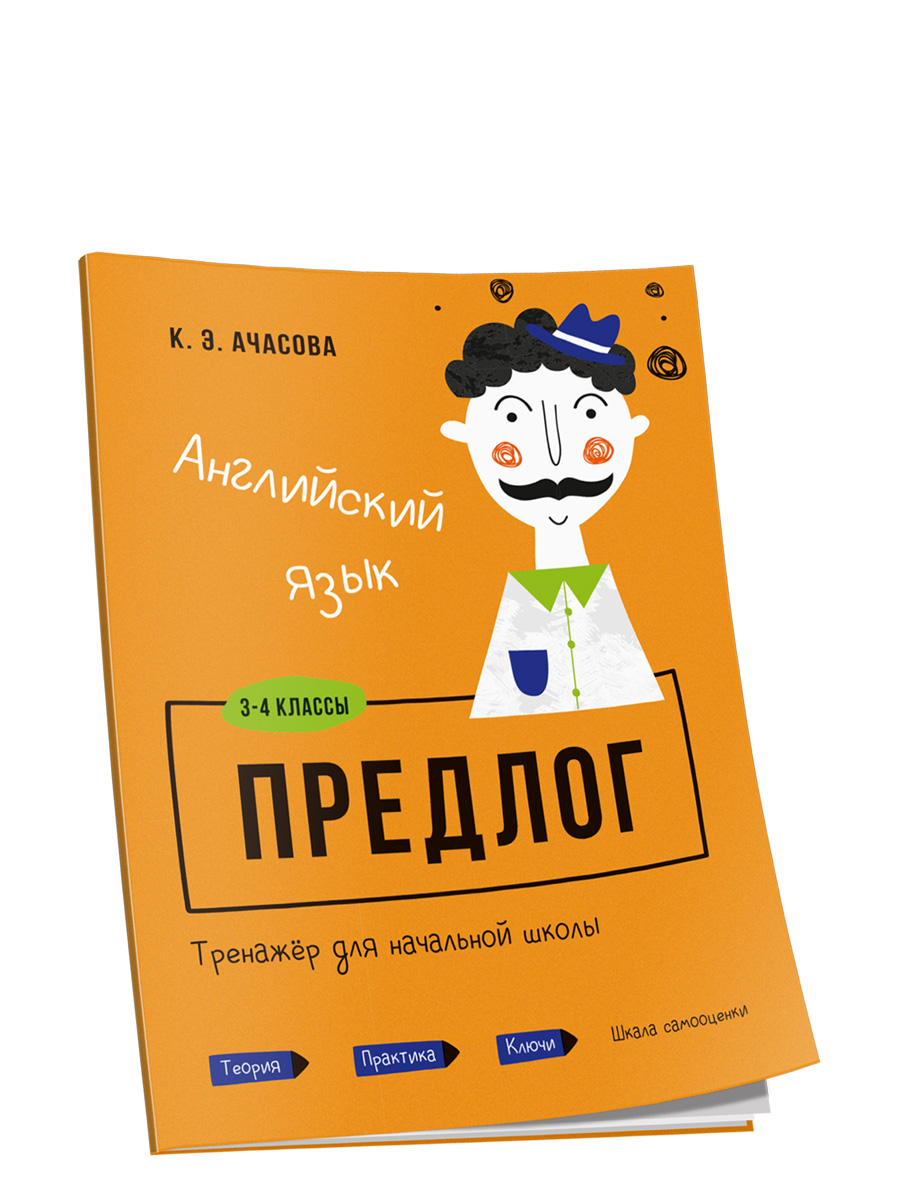 К. Э. АЧАСОВА
Английский
язык
3-4 КЛАССЫ
ПРЕДЛОГ
Тренажёр для начальной школы
Теория
Практика
Ключи
Шкала самооценки